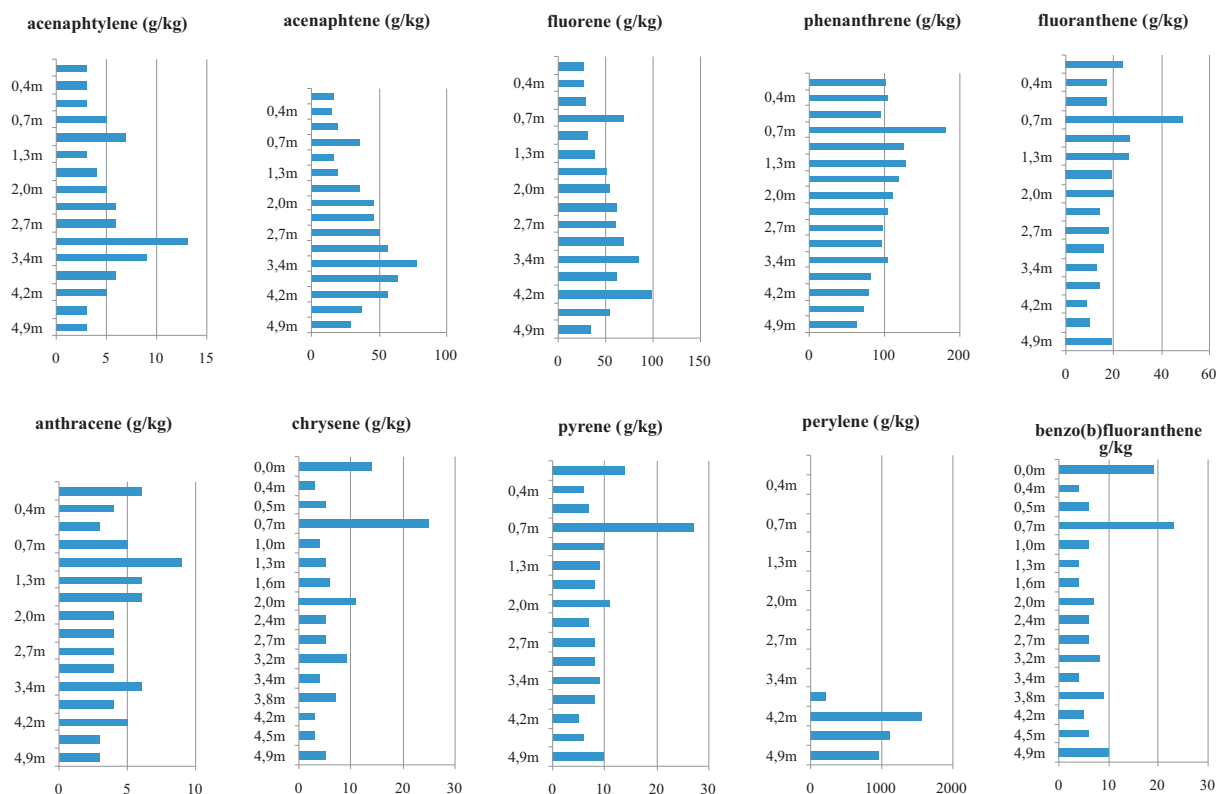 acenaphtylene (g/kg)
0,4m
0,7m
1,3m
2,0m
2,7m
3,4m
4,2m
4,9m
0 5 10 15
acenaphtene (g/kg)
0,4m
0,7m
1,3m
2,0m
2,7m
3,4m
4,2m
4,9m
0 50 100
fluorene (g/kg)
0,4m
0,7m
1,3m
2,0m
2,7m
3,4m
4,2m
4,9m
0 50 100 150
phenanthrene (g/kg)
0,4m
0,7m
1,3m
2,0m
2,7m
3,4m
4,2m
4,9m
0 100 200
fluoranthene (g/kg)
0,4m
0,7m
1,3m
2,0m
2,7m
3,4m
4,2m
4,9m
0 20 40 60
anthracene (g/kg)
0,4m
0,7m
1,3m
2,0m
2,7m
3,4m
4,2m
4,9m
0 5 10
chrysene (g/kg)
0,0m
0,4m
0,5m
0,7m
1,0m
1,3m
1,6m
2,0m
2,4m
2,7m
3,2m
3,4m
3,8m
4,2m
4,5m
4,9m
0 10 20 30
pyrene (g/kg)
0,4m
0,7m
1,3m
2,0m
2,7m
3,4m
4,2m
4,9m
0 10 20 30
perylene (g/kg)
0,4m
0,7m
1,3m
2,0m
2,7m
3,4m
4,2m
4,9m
0 1000 2000
benzo(b)fluoranthene
g/kg
0,0m
0,4m
0,5m
0,7m
1,0m
1,3m
1,6m
2,0m
2,4m
2,7m
3,2m
3,4m
3,8m
4,2m
4,5m
4,9m
0 10 20 30